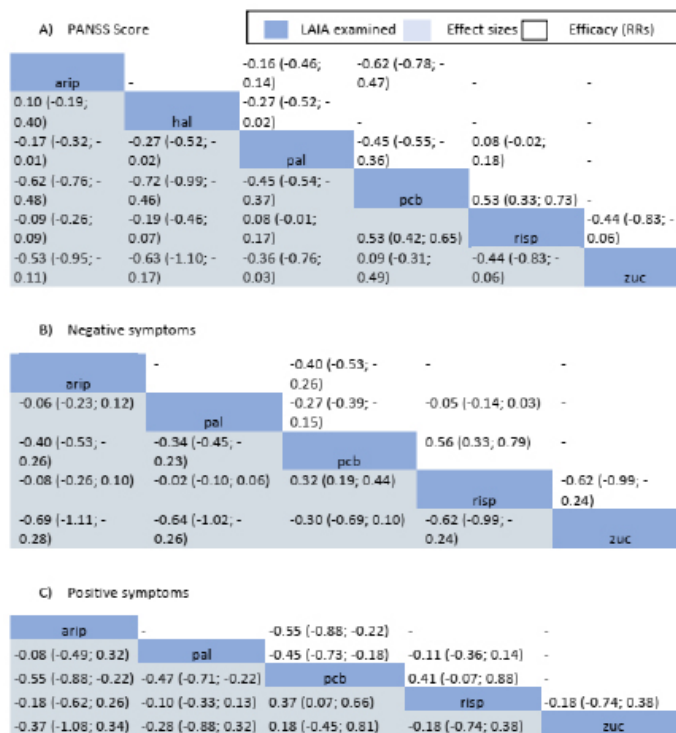 A) PANSS Score
LAIA examined Effect sizes Efficacy (RRs)
arip - -0.16 (-0.46; 0.14) -0.62 (-0.78; - 0.47) - -
0.10 (-0.19; 0.40) hal -0.27 (-0.52; - 0.02) - - -
-0.17 (-0.32; - 0.01) -0.27 (-0.52; - 0.02) pal -0.45 (-0.55; - 0.36) 0.08 (-0.02; 0.18) -
-0.62 (-0.76; - 0.48) -0.72 (-0.99; - 0.46) -0.45 (-0.54; - 0.37) pcb 0.53 (0.33; 0.73) -
-0.09 (-0.26; 0.09) -0.19 (-0.46; 0.07) 0.08 (-0.01; 0.17) 0.53 (0.42; 0.65) risp -0.44 (-0.83; - 0.06)
-0.53 (-0.95; - 0.11) -0.63 (-1.10; - 0.17) -0.36 (-0.76; 0.03) 0.09 (-0.31; 0.49) -0.44 (-0.83; - 0.06) zuc
B) Negative symptoms
arip - -0.40 (-0.53; - 0.26) - -
-0.06 (-0.23; 0.12) pal -0.27 (-0.39; - 0.15) -0.05 (-0.14; 0.03) -
-0.40 (-0.53; - 0.26) -0.34 (-0.45; - 0.23) pcb 0.56 (0.33; 0.79) -
-0.08 (-0.26; 0.10) -0.02 (-0.10; 0.06) 0.32 (0.19; 0.44) risp -0.62 (-0.99; - 0.24)
-0.69 (-1.11; - 0.28) -0.64 (-1.02; - 0.26) -0.30 (-0.69; 0.10) -0.62 (-0.99; - 0.24) zuc
C) Positive symptoms
arip - -0.55 (-0.88; -0.22) - -
-0.08 (-0.49; 0.32) pal -0.45 (-0.73; -0.18) -0.11 (-0.36; 0.14) -
-0.55 (-0.88; -0.22) -0.47 (-0.71; -0.22) pcb 0.41 (-0.07; 0.88) -
-0.18 (-0.62; 0.26) -0.10 (-0.33; 0.13) 0.37 (0.07; 0.66) risp -0.18 (-0.74; 0.38)
-0.37 (-1.08; 0.34) -0.28 (-0.88; 0.32) 0.18 (-0.45; 0.81) -0.18 (-0.74; 0.38) zuc